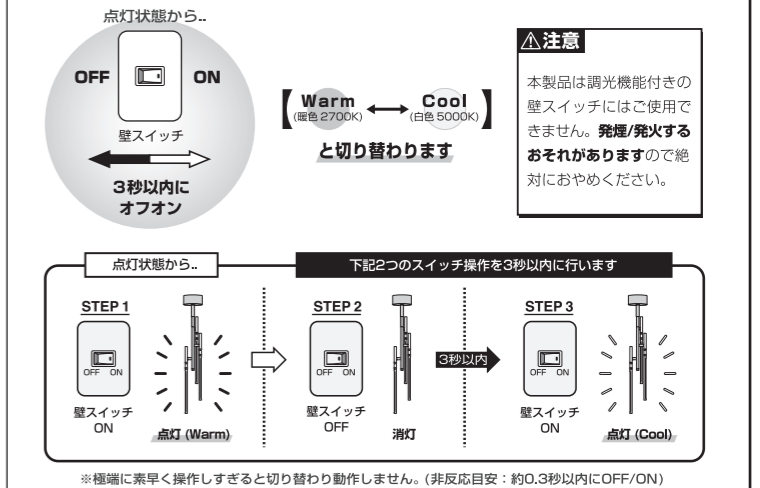 点灯状態から..
OFF
ON
壁スイッチ
3秒以内に
オフオン
【Warm ⟷ Cool】
(暖色 2700K) (白色 5000K)
と切り替わります
⚠注意
本製品は調光機能付きの
壁スイッチにはご使用で
きません。発煙/発火する
おそれがありますので絶
対におやめください。
点灯状態から..
下記2つのスイッチ操作を3秒以内に行います
STEP 1
OFF ON
壁スイッチ
ON
点灯 (Warm)
STEP 2
OFF ON
壁スイッチ
OFF
消灯
3秒以内
STEP 3
OFF ON
壁スイッチ
ON
点灯 (Cool)
※極端に素早く操作しすぎると切り替わり動作しません。(非反応目安：約0.3秒以内にOFF/ON)